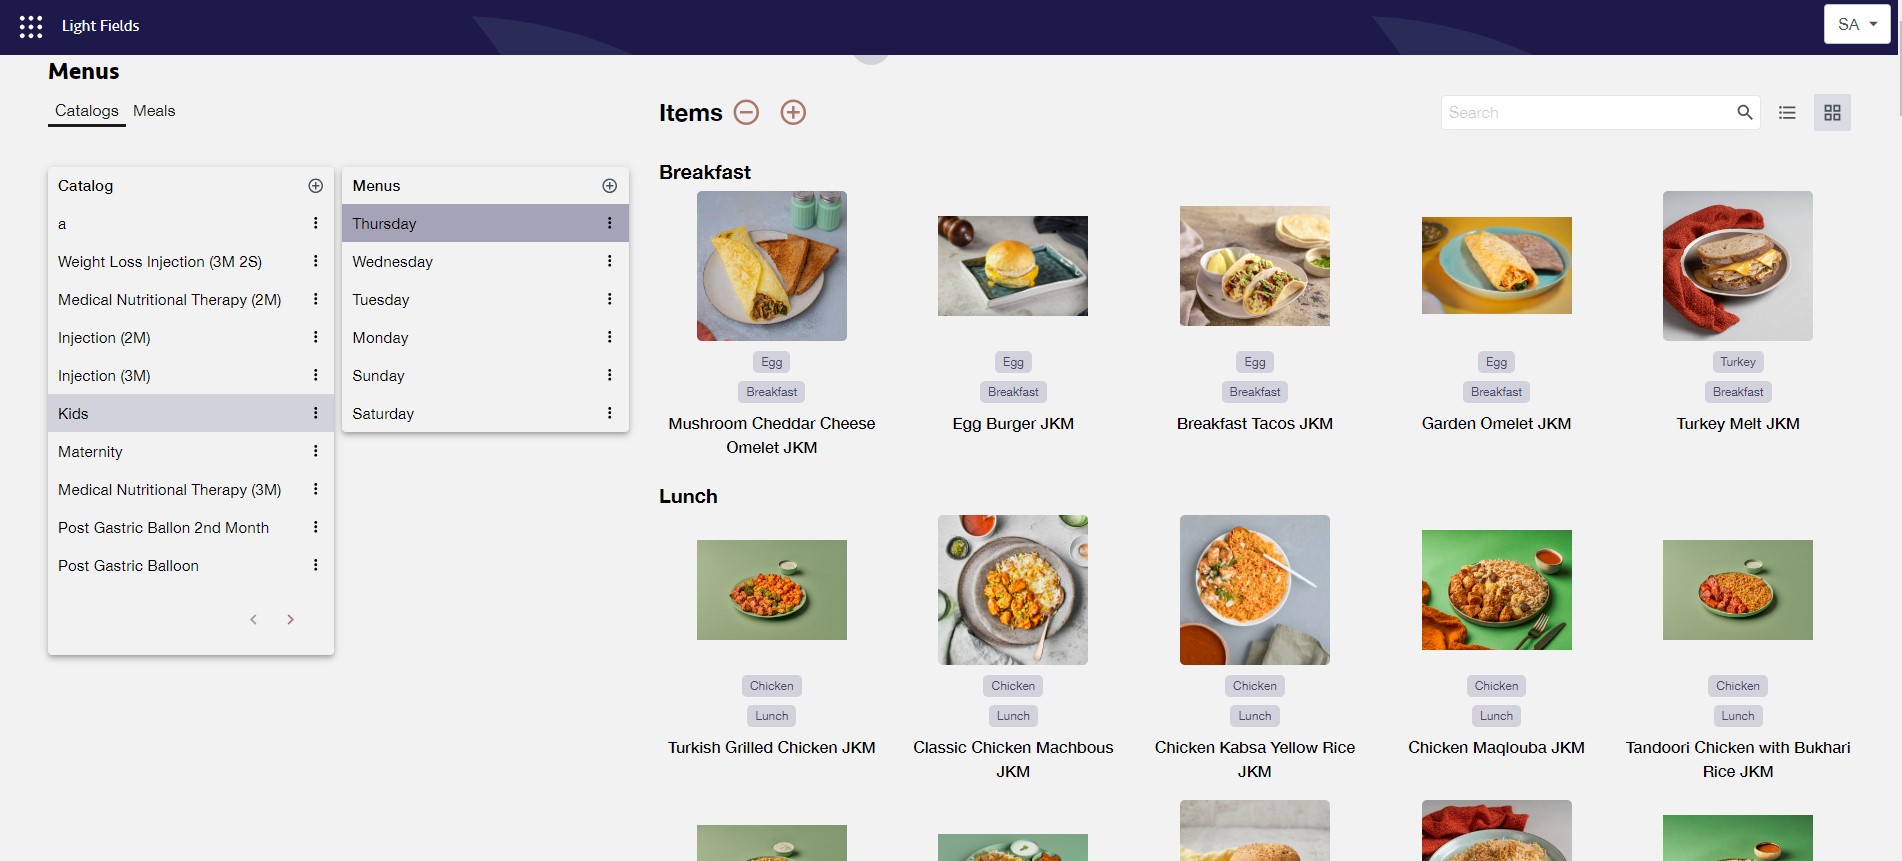 Light Fields
SA
Menus
Catalogs
Meals
Items
Search
Catalog
a
Weight Loss Injection (3M 2S)
Medical Nutritional Therapy (2M)
Injection (2M)
Injection (3M)
Kids
Maternity
Medical Nutritional Therapy (3M)
Post Gastric Ballon 2nd Month
Post Gastric Balloon
Menus
Thursday
Wednesday
Tuesday
Monday
Sunday
Saturday
Breakfast
Egg
Breakfast
Mushroom Cheddar Cheese
Omelet JKM
Egg
Breakfast
Egg Burger JKM
Egg
Breakfast
Breakfast Tacos JKM
Egg
Breakfast
Garden Omelet JKM
Turkey
Breakfast
Turkey Melt JKM
Lunch
Chicken
Lunch
Turkish Grilled Chicken JKM
Chicken
Lunch
Classic Chicken Machbous
JKM
Chicken
Lunch
Chicken Kabsa Yellow Rice
JKM
Chicken
Lunch
Chicken Maqlouba JKM
Chicken
Lunch
Tandoori Chicken with Bukhari
Rice JKM